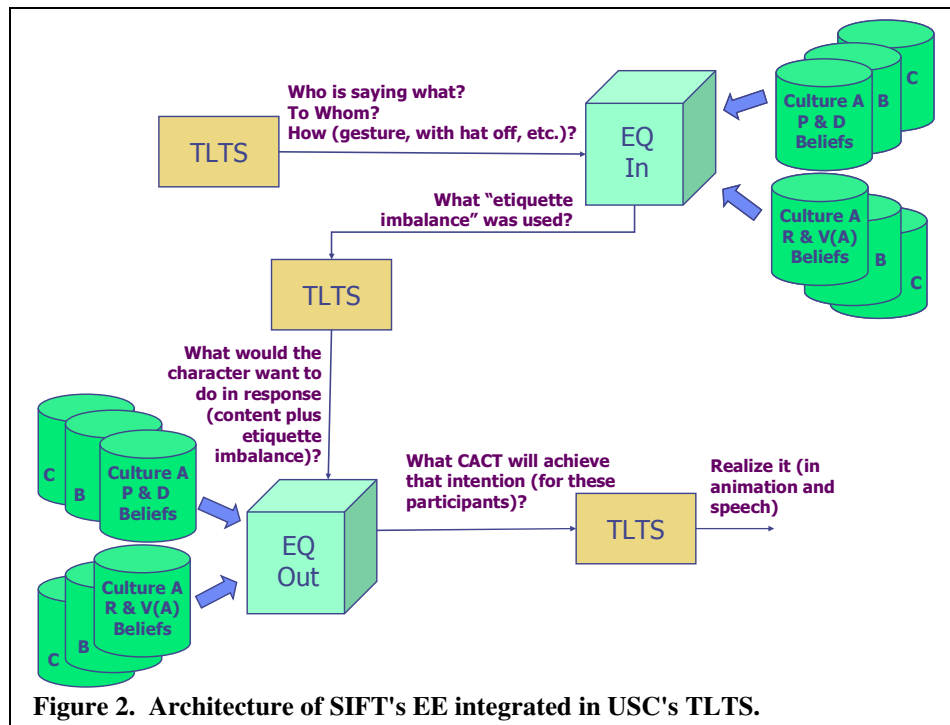 Who is saying what?
To Whom?
How (gesture, with hat off, etc.)?
TLTS
EQ
In
Culture A
P & D
Beliefs
B
C
Culture A
R & V(A)
Beliefs
B
C
What “etiquette
imbalance” was used?
TLTS
What would the
character want to
do in response
(content plus
etiquette
imbalance)?
C
B
Culture A
P & D
Beliefs
Culture A
R & V(A)
Beliefs
B
C
EQ
Out
What CACT will achieve
that intention (for these
participants)?
TLTS
Realize it (in
animation and
speech)
Figure 2. Architecture of SIFT's EE integrated in USC's TLTS.